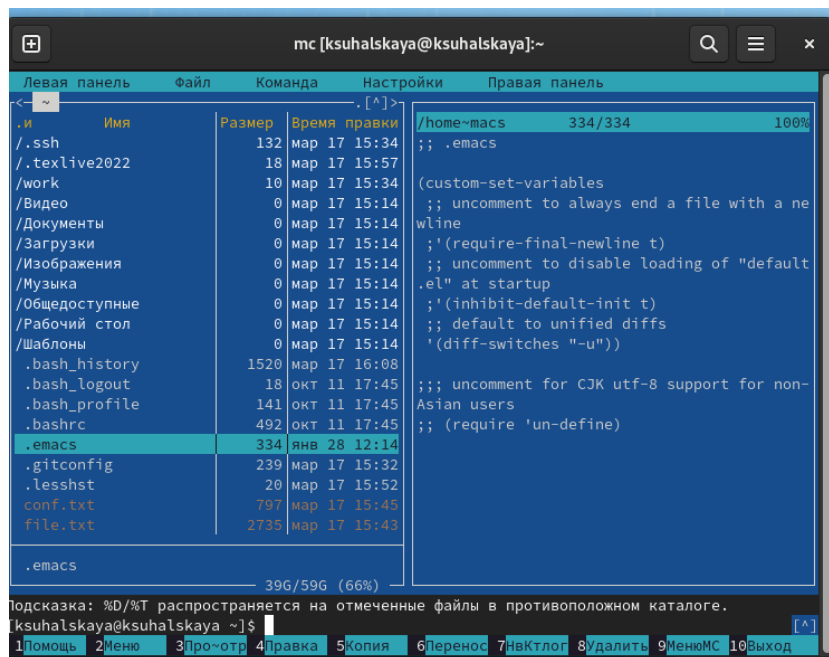 mc [ksuhalskaya@ksuhalskaya]:~
Левая панель Файл Команда Настройки Правая панель
<─ ~ .[^]>
.и Имя Размер Время правки
/.ssh 132 мар 17 15:34
/.texlive2022 18 мар 17 15:57
/work 10 мар 17 15:34
/Видео 0 мар 17 15:14
/Документы 0 мар 17 15:14
/Загрузки 0 мар 17 15:14
/Изображения 0 мар 17 15:14
/Музыка 0 мар 17 15:14
/Общедоступные 0 мар 17 15:14
/Рабочий стол 0 мар 17 15:14
/Шаблоны 0 мар 17 15:14
.bash_history 1520 мар 17 16:08
.bash_logout 18 окт 11 17:45
.bash_profile 141 окт 11 17:45
.bashrc 492 окт 11 17:45
.emacs 334 янв 28 12:14
.gitconfig 239 мар 17 15:32
.lesshst 20 мар 17 15:52
conf.txt 797 мар 17 15:45
file.txt 2735 мар 17 15:43
.emacs
39G/59G (66%)
/home~macs 334/334 100%
;; .emacs
(custom-set-variables
;; uncomment to always end a file with a ne
wline
;'(require-final-newline t)
;; uncomment to disable loading of "default
.el" at startup
;'(inhibit-default-init t)
;; default to unified diffs
'(diff-switches "-u"))
;;; uncomment for CJK utf-8 support for non-
Asian users
;; (require 'un-define)
Подсказка: %D/%T распространяется на отмеченные файлы в противоположном каталоге.
[ksuhalskaya@ksuhalskaya ~]$ [^]
1Помощь 2Меню 3Про~отр 4Правка 5Копия 6Перенос 7НвКтлог 8Удалить 9МенюMC 10Выход